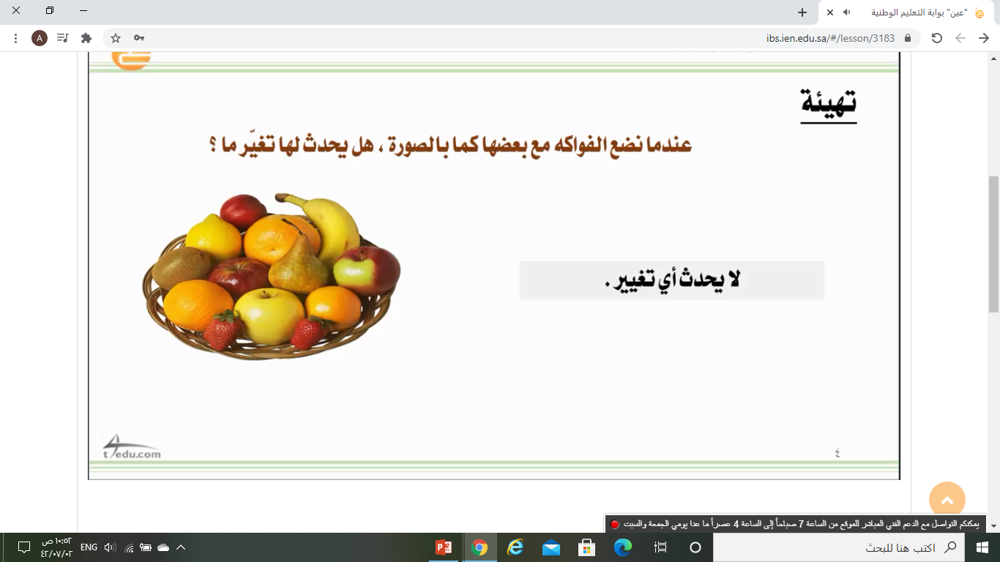 "عين" بوابة التعليم الوطنية
ibs.ien.edu.sa/#/lesson/3183
A
تهيئة
عندما نضع الفواكه مع بعضها كما بالصورة ، هل يحدث لها تغيّر ما ؟
لا يحدث أي تغيير .
t4edu.com
٤
يمكنكم التواصل مع الدعم الفني المباشر للموقع من الساعة 7 صباحاً إلى الساعة 4 عصراً ما عدا يومي الجمعة والسبت
اكتب هنا للبحث
ENG
١٠:٥٢ ص
٤٢/٠٧/٠٢